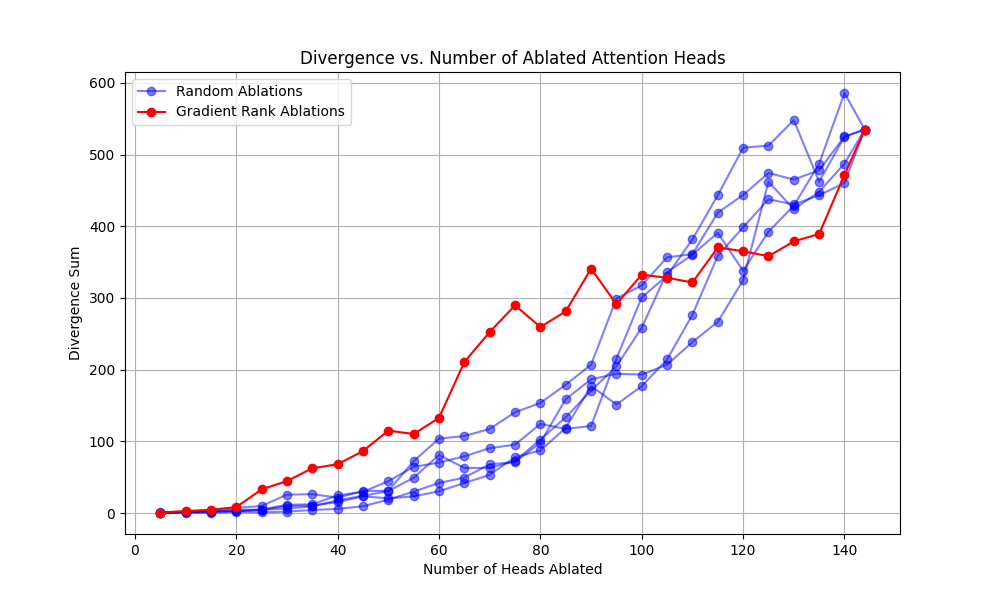 Divergence vs. Number of Ablated Attention Heads
Random Ablations
Gradient Rank Ablations
Divergence Sum
600
500
400
300
200
100
0
0 20 40 60 80 100 120 140
Number of Heads Ablated